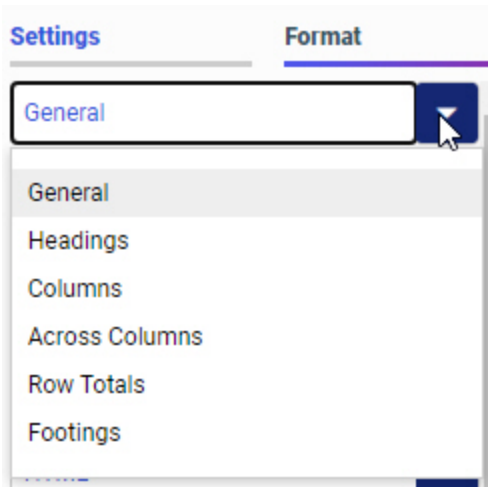 Settings Format
General
General
Headings
Columns
Across Columns
Row Totals
Footings